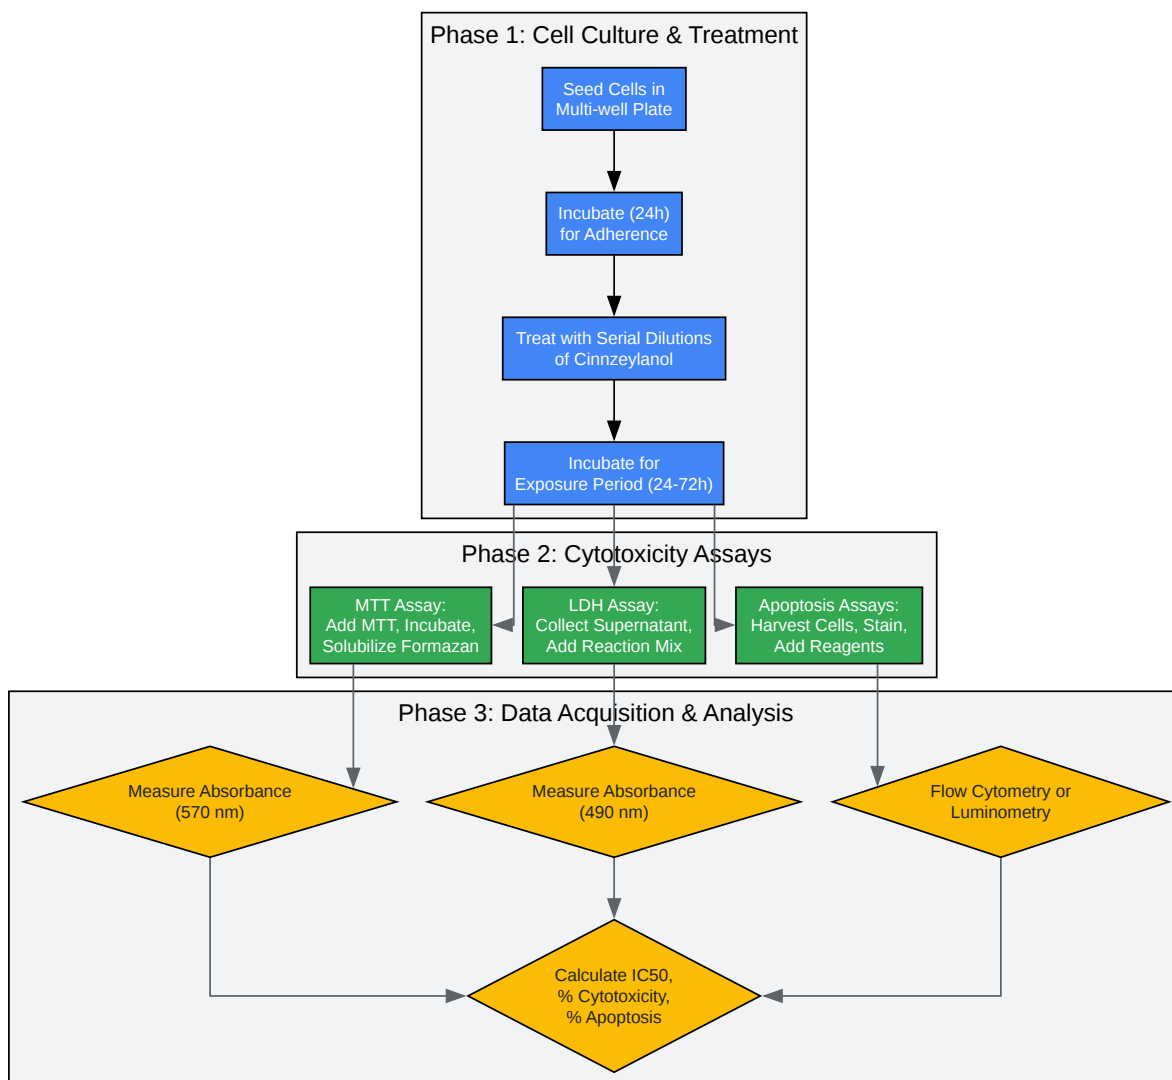 Phase 1: Cell Culture & Treatment
Seed Cells in
Multi-well Plate
Incubate (24h)
for Adherence
Treat with Serial Dilutions
of Cinnzeylanol
Incubate for
Exposure Period (24-72h)
Phase 2: Cytotoxicity Assays
MTT Assay:
Add MTT, Incubate,
Solubilize Formazan
LDH Assay:
Collect Supernatant,
Add Reaction Mix
Apoptosis Assays:
Harvest Cells, Stain,
Add Reagents
Phase 3: Data Acquisition & Analysis
Measure Absorbance
(570 nm)
Measure Absorbance
(490 nm)
Flow Cytometry or
Luminometry
Calculate IC50,
% Cytotoxicity,
% Apoptosis